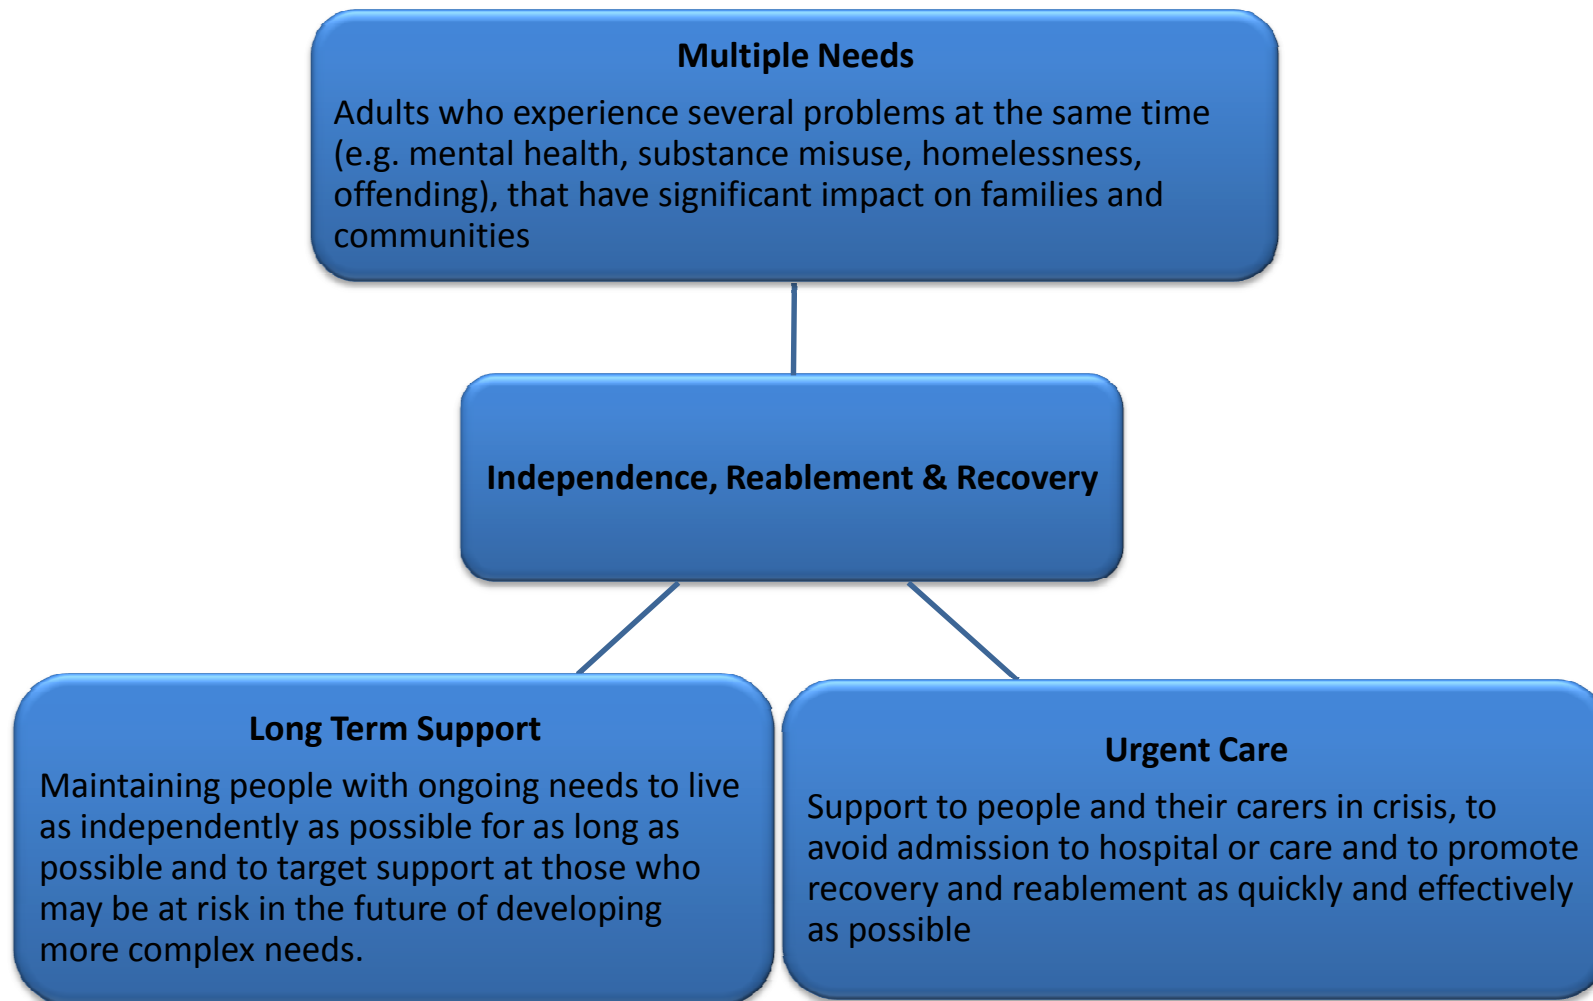 Multiple Needs
Adults who experience several problems at the same time
(e.g. mental health, substance misuse, homelessness,
offending), that have significant impact on families and
communities
Independence, Reablement & Recovery
Long Term Support
Maintaining people with ongoing needs to live
as independently as possible for as long as
possible and to target support at those who
may be at risk in the future of developing
more complex needs.
Urgent Care
Support to people and their carers in crisis, to
avoid admission to hospital or care and to promote
recovery and reablement as quickly and effectively
as possible